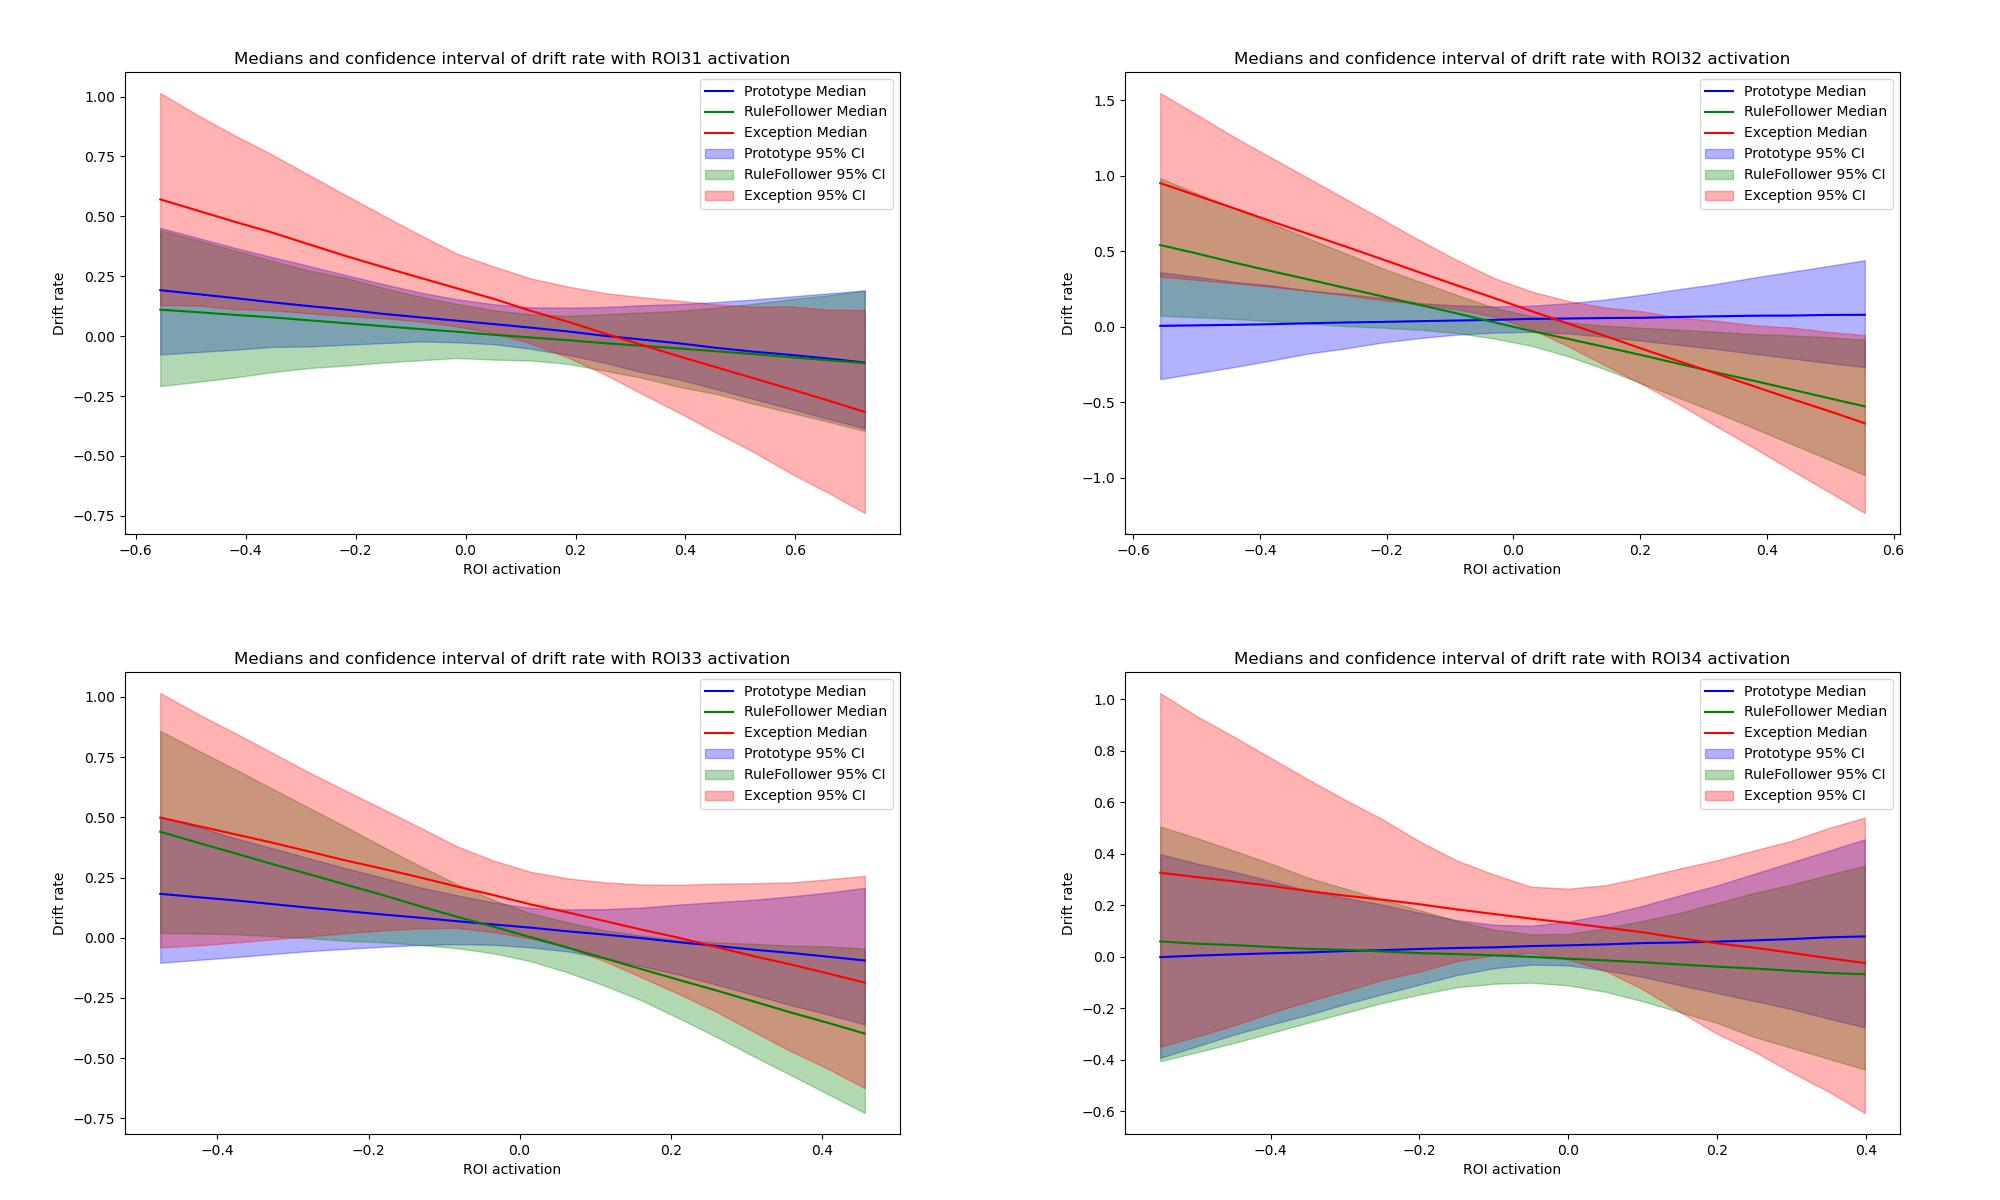 Medians and confidence interval of drift rate with ROI31 activation
Prototype Median
RuleFollower Median
Exception Median
Prototype 95% CI
RuleFollower 95% CI
Exception 95% CI
1.00
0.75
0.50
0.25
0.00
−0.25
−0.50
−0.75
Drift rate
−0.6 −0.4 −0.2 0.0 0.2 0.4 0.6
ROI activation
Medians and confidence interval of drift rate with ROI32 activation
Prototype Median
RuleFollower Median
Exception Median
Prototype 95% CI
RuleFollower 95% CI
Exception 95% CI
1.5
1.0
0.5
0.0
−0.5
−1.0
Drift rate
−0.6 −0.4 −0.2 0.0 0.2 0.4 0.6
ROI activation
Medians and confidence interval of drift rate with ROI33 activation
Prototype Median
RuleFollower Median
Exception Median
Prototype 95% CI
RuleFollower 95% CI
Exception 95% CI
1.00
0.75
0.50
0.25
0.00
−0.25
−0.50
−0.75
Drift rate
−0.4 −0.2 0.0 0.2 0.4
ROI activation
Medians and confidence interval of drift rate with ROI34 activation
Prototype Median
RuleFollower Median
Exception Median
Prototype 95% CI
RuleFollower 95% CI
Exception 95% CI
1.0
0.8
0.6
0.4
0.2
0.0
−0.2
−0.4
−0.6
Drift rate
−0.4 −0.2 0.0 0.2 0.4
ROI activation